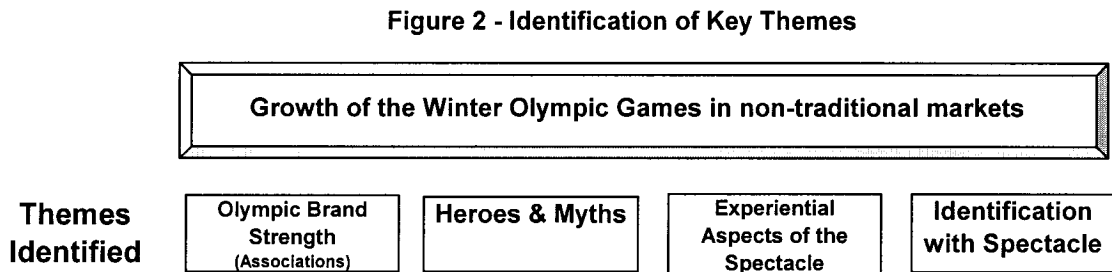 Figure 2 - Identification of Key Themes
Growth of the Winter Olympic Games in non-traditional markets
Themes
Identified
Olympic Brand
Strength
(Associations)
Heroes & Myths
Experiential
Aspects of the
Spectacle
Identification
with Spectacle